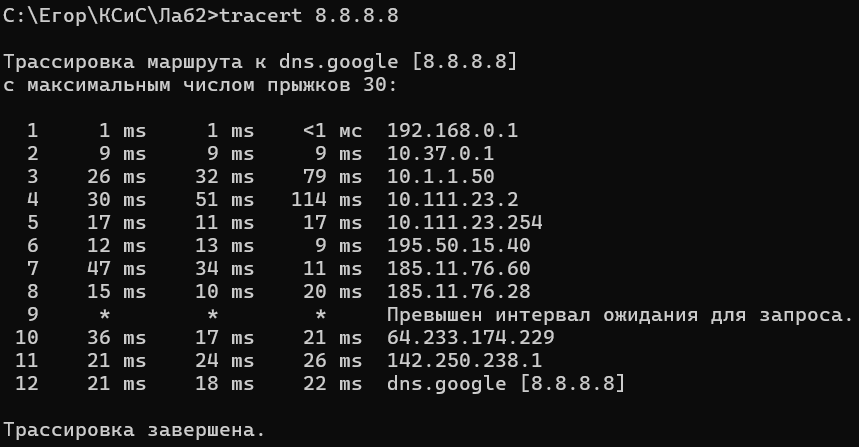 C:\Егор\КСиС\Лаб2>tracert 8.8.8.8
Трассировка маршрута к dns.google [8.8.8.8]
с максимальным числом прыжков 30:
1 1 ms 1 ms <1 мс 192.168.0.1
2 9 ms 9 ms 9 ms 10.37.0.1
3 26 ms 32 ms 79 ms 10.1.1.50
4 30 ms 51 ms 114 ms 10.111.23.2
5 17 ms 11 ms 17 ms 10.111.23.254
6 12 ms 13 ms 9 ms 195.50.15.40
7 47 ms 34 ms 11 ms 185.11.76.60
8 15 ms 10 ms 20 ms 185.11.76.28
9 * * * Превышен интервал ожидания для запроса.
10 36 ms 17 ms 21 ms 64.233.174.229
11 21 ms 24 ms 26 ms 142.250.238.1
12 21 ms 18 ms 22 ms dns.google [8.8.8.8]
Трассировка завершена.